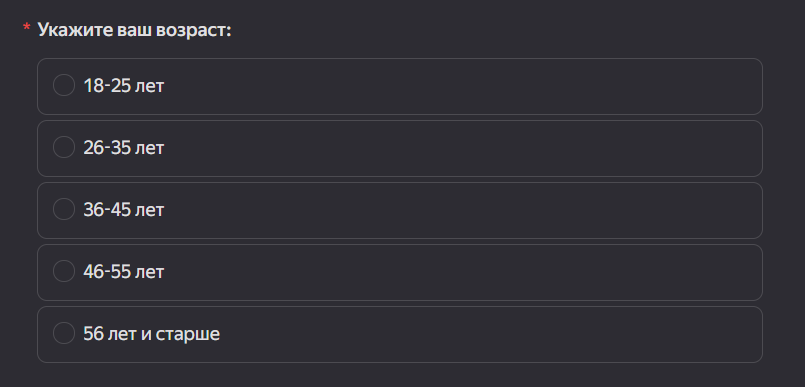 * Укажите ваш возраст:
18-25 лет
26-35 лет
36-45 лет
46-55 лет
56 лет и старше